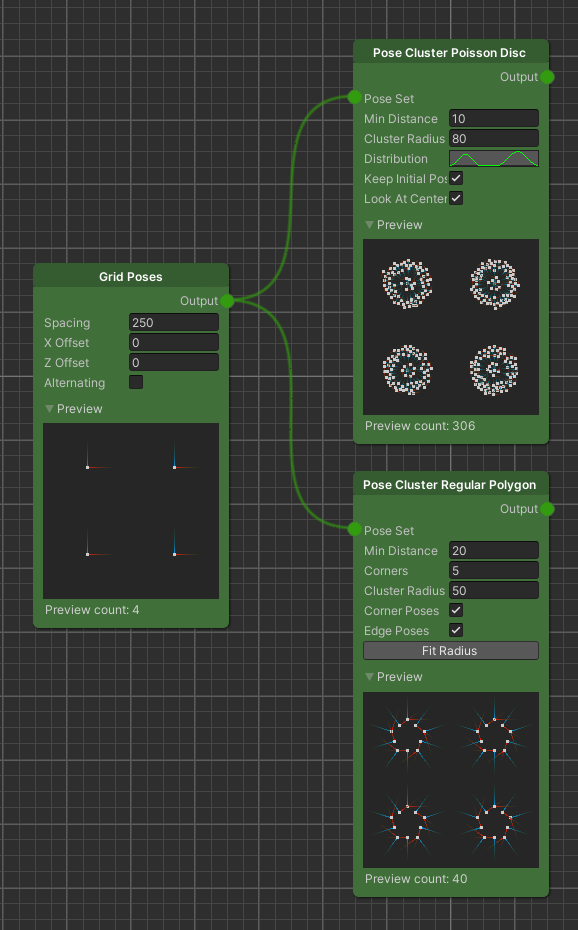 Pose Cluster Poisson Disc
Output
Pose Set
Min Distance 10
Cluster Radius 80
Distribution
Keep Initial Pos
Look At Center
Preview
Preview count: 306
Grid Poses
Output
Spacing 250
X Offset 0
Z Offset 0
Alternating
Preview
Preview count: 4
Pose Cluster Regular Polygon
Output
Pose Set
Min Distance 20
Corners 5
Cluster Radius 50
Corner Poses
Edge Poses
Fit Radius
Preview
Preview count: 40